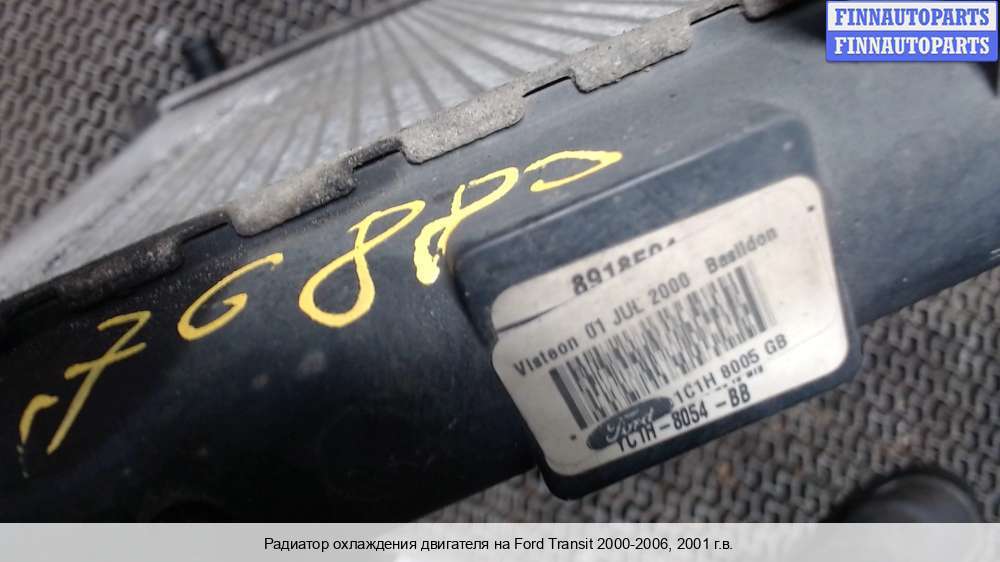 FINNAUTOPARTS
FINNAUTOPARTS
Visteon 01 JUL 2000 Basildon
1C1H 8005 GB
Ford
YC1H-8054-BB
Радиатор охлаждения двигателя на Ford Transit 2000-2006, 2001 г.в.